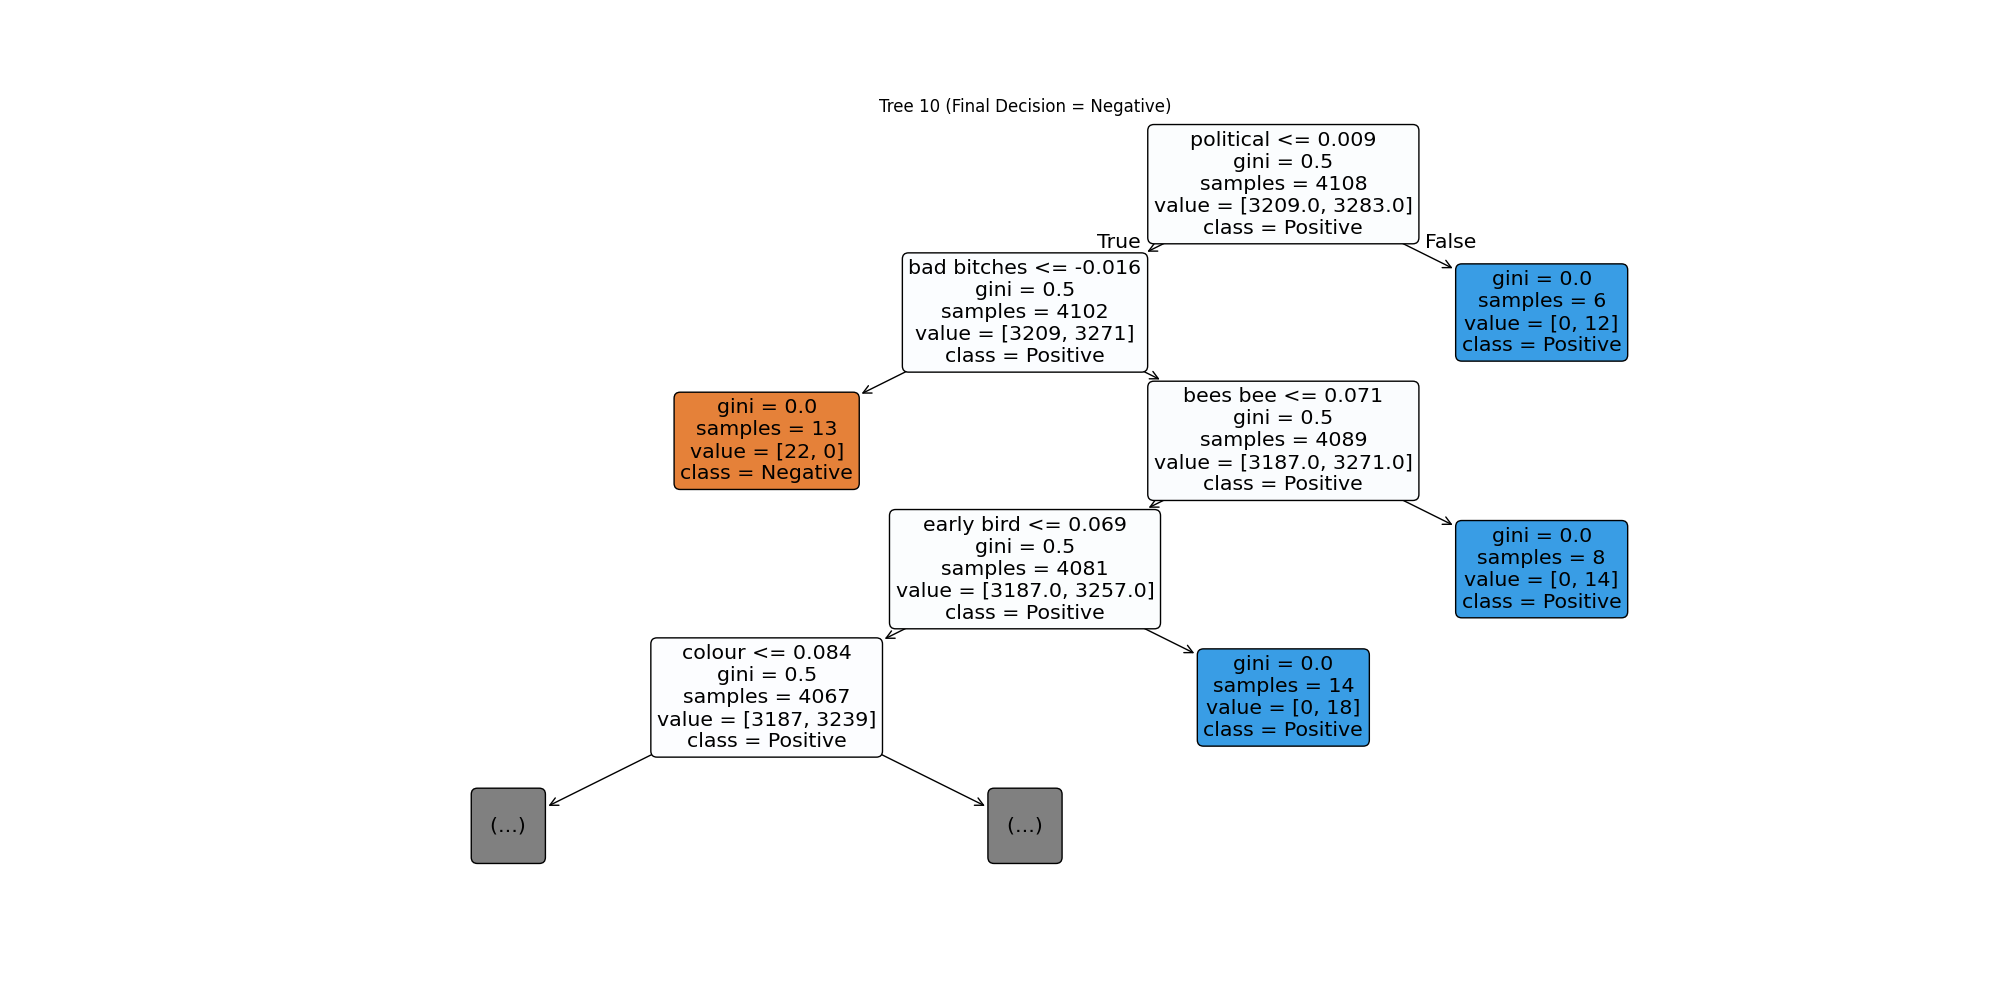 Tree 10 (Final Decision = Negative)
political <= 0.009
gini = 0.5
samples = 4108
value = [3209.0, 3283.0]
class = Positive
True
False
bad bitches <= -0.016
gini = 0.5
samples = 4102
value = [3209, 3271]
class = Positive
gini = 0.0
samples = 6
value = [0, 12]
class = Positive
gini = 0.0
samples = 13
value = [22, 0]
class = Negative
bees bee <= 0.071
gini = 0.5
samples = 4089
value = [3187.0, 3271.0]
class = Positive
early bird <= 0.069
gini = 0.5
samples = 4081
value = [3187.0, 3257.0]
class = Positive
gini = 0.0
samples = 8
value = [0, 14]
class = Positive
colour <= 0.084
gini = 0.5
samples = 4067
value = [3187, 3239]
class = Positive
gini = 0.0
samples = 14
value = [0, 18]
class = Positive
(...)
(...)